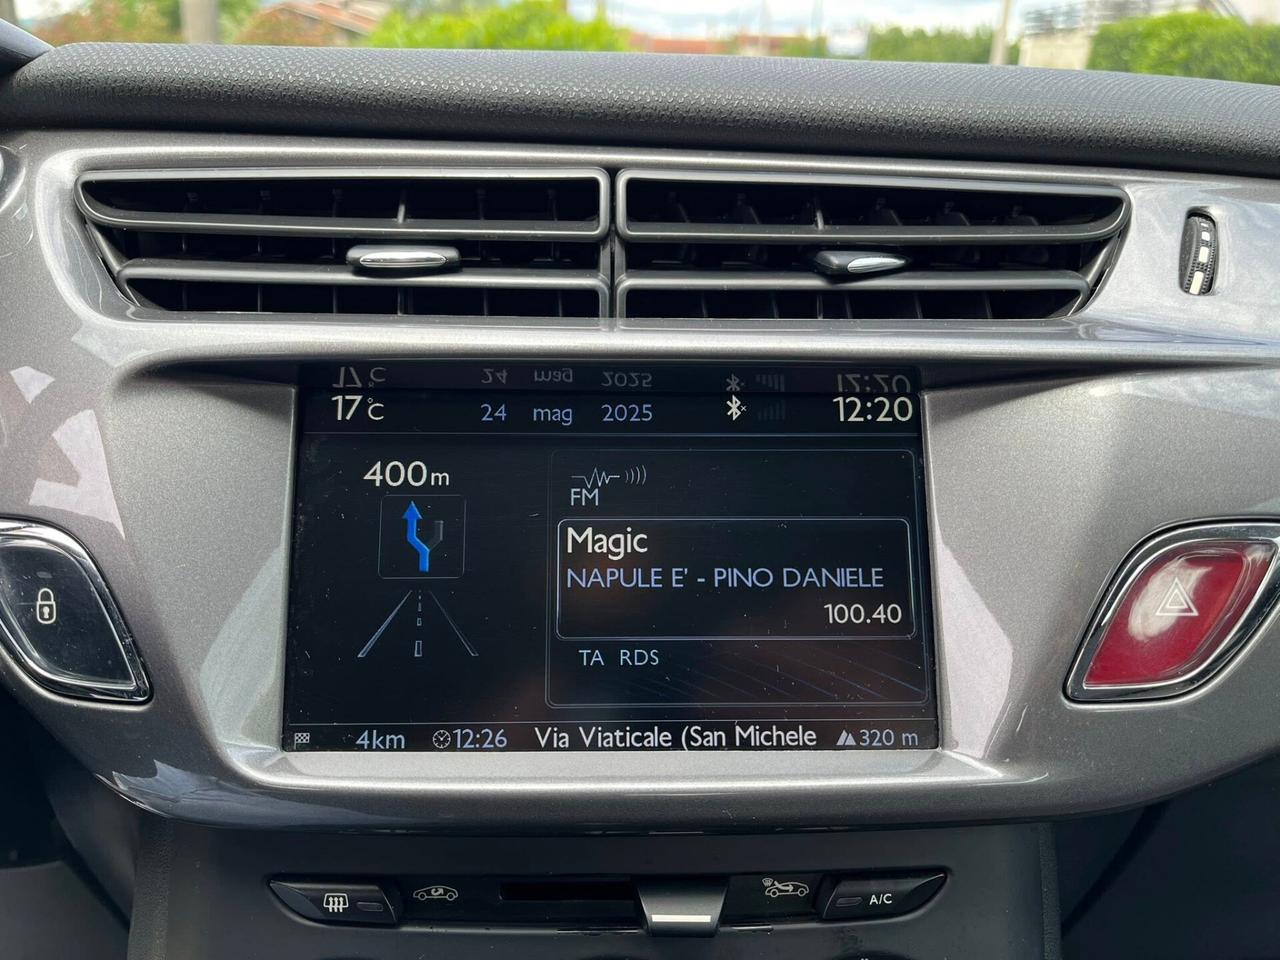 17°C 24 mag 2025 12:20
400m
FM
Magic
NAPULE E' - PINO DANIELE
100.40
TA RDS
4km 12:26 Via Viaticale (San Michele 320 m
A/C